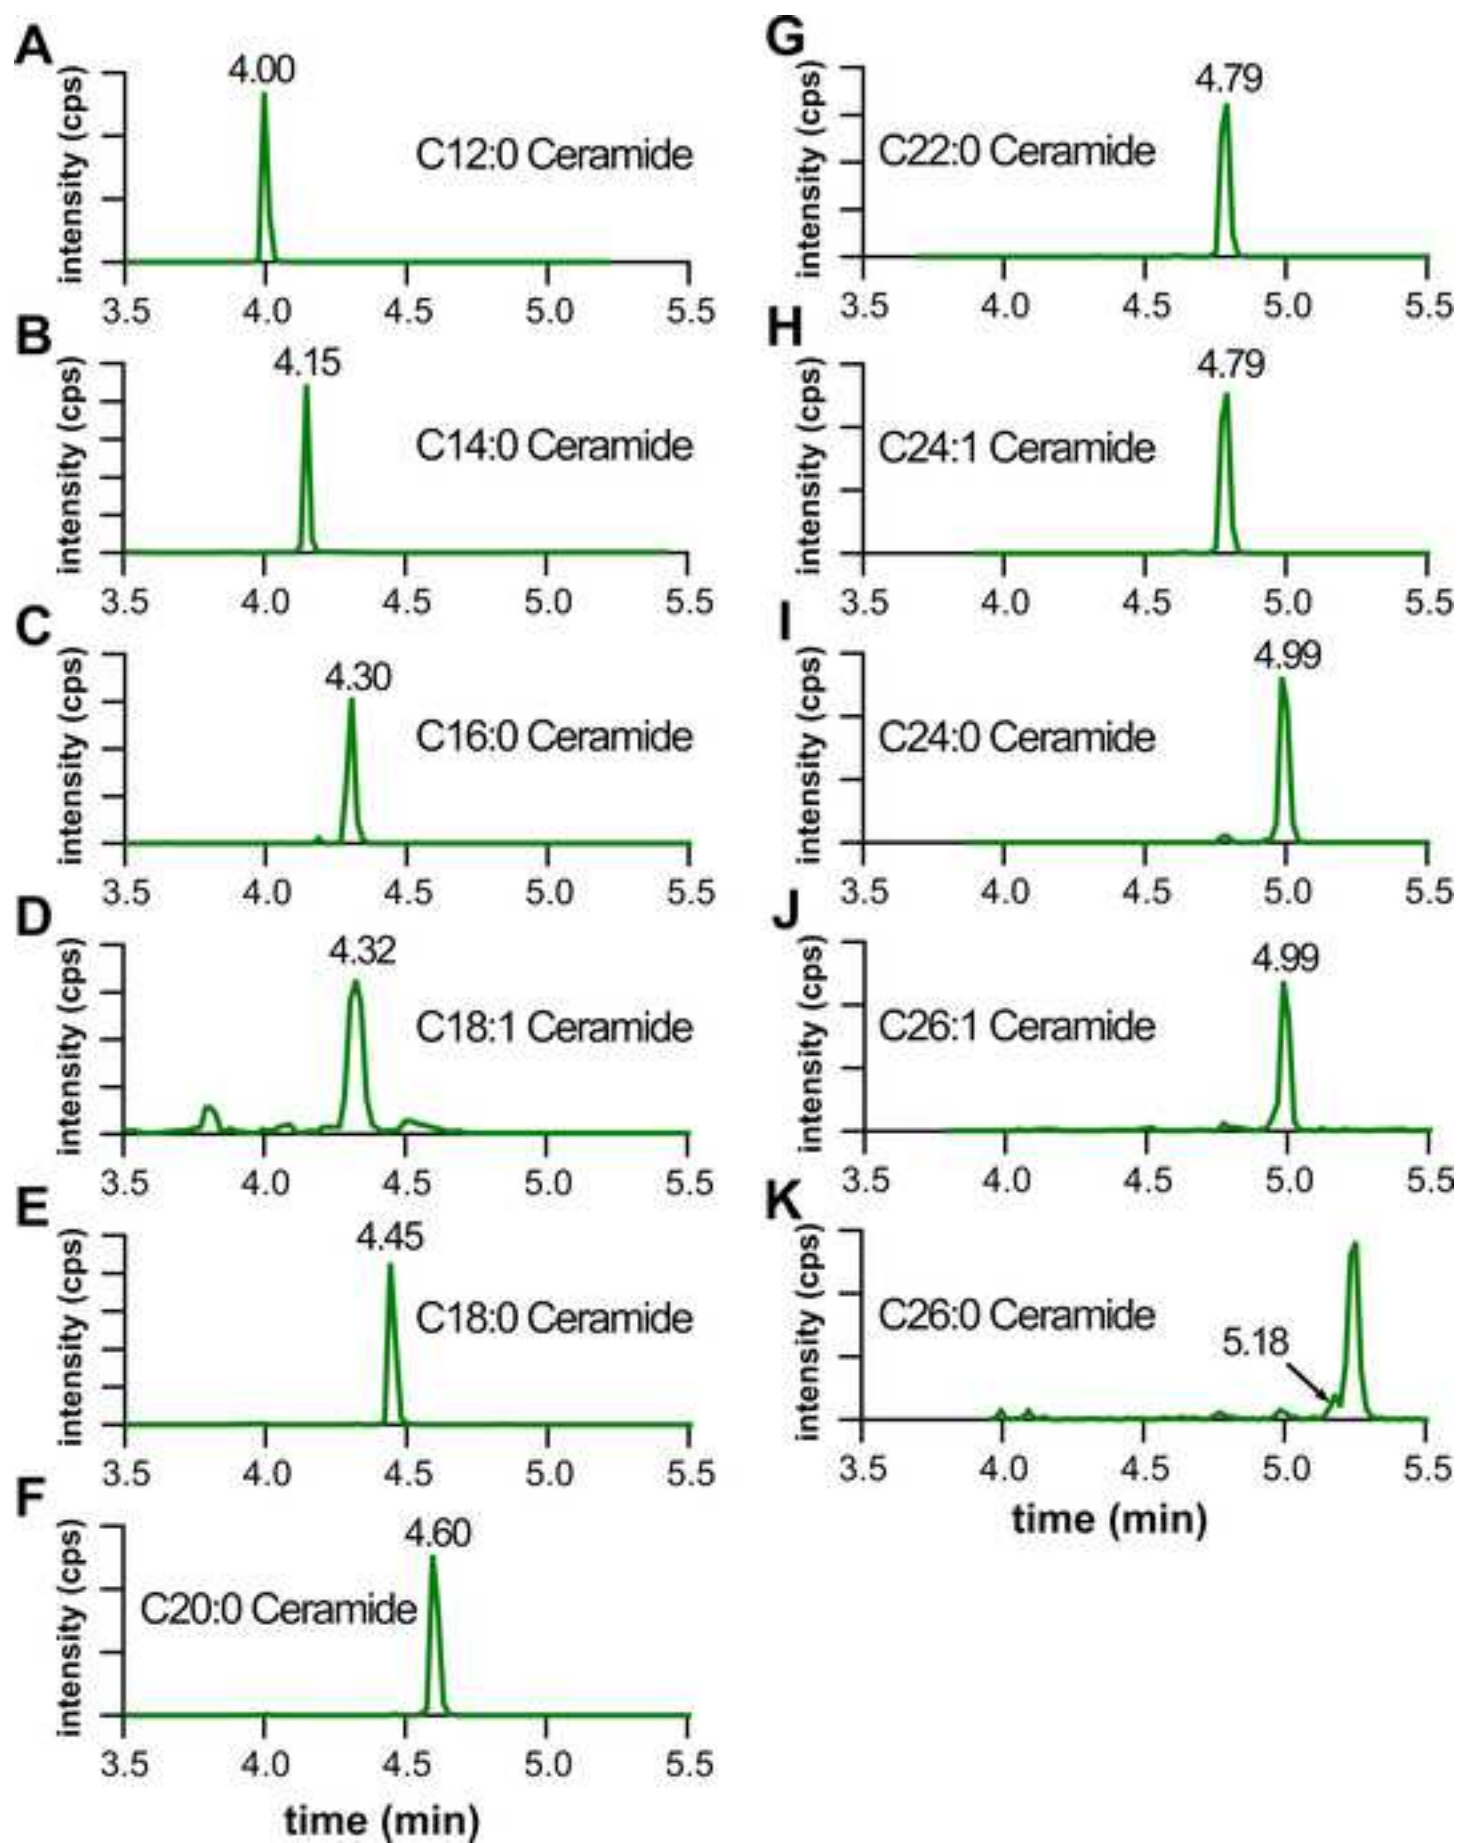 A
intensity (cps)
4.00
C12:0 Ceramide
3.5 4.0 4.5 5.0 5.5
B
intensity (cps)
4.15
C14:0 Ceramide
3.5 4.0 4.5 5.0 5.5
C
intensity (cps)
4.30
C16:0 Ceramide
3.5 4.0 4.5 5.0 5.5
D
intensity (cps)
4.32
C18:1 Ceramide
3.5 4.0 4.5 5.0 5.5
E
intensity (cps)
4.45
C18:0 Ceramide
3.5 4.0 4.5 5.0 5.5
F
intensity (cps)
4.60
C20:0 Ceramide
3.5 4.0 4.5 5.0 5.5
time (min)
G
intensity (cps)
4.79
C22:0 Ceramide
3.5 4.0 4.5 5.0 5.5
H
intensity (cps)
4.79
C24:1 Ceramide
3.5 4.0 4.5 5.0 5.5
I
intensity (cps)
4.99
C24:0 Ceramide
3.5 4.0 4.5 5.0 5.5
J
intensity (cps)
4.99
C26:1 Ceramide
3.5 4.0 4.5 5.0 5.5
K
intensity (cps)
C26:0 Ceramide
5.18
3.5 4.0 4.5 5.0 5.5
time (min)